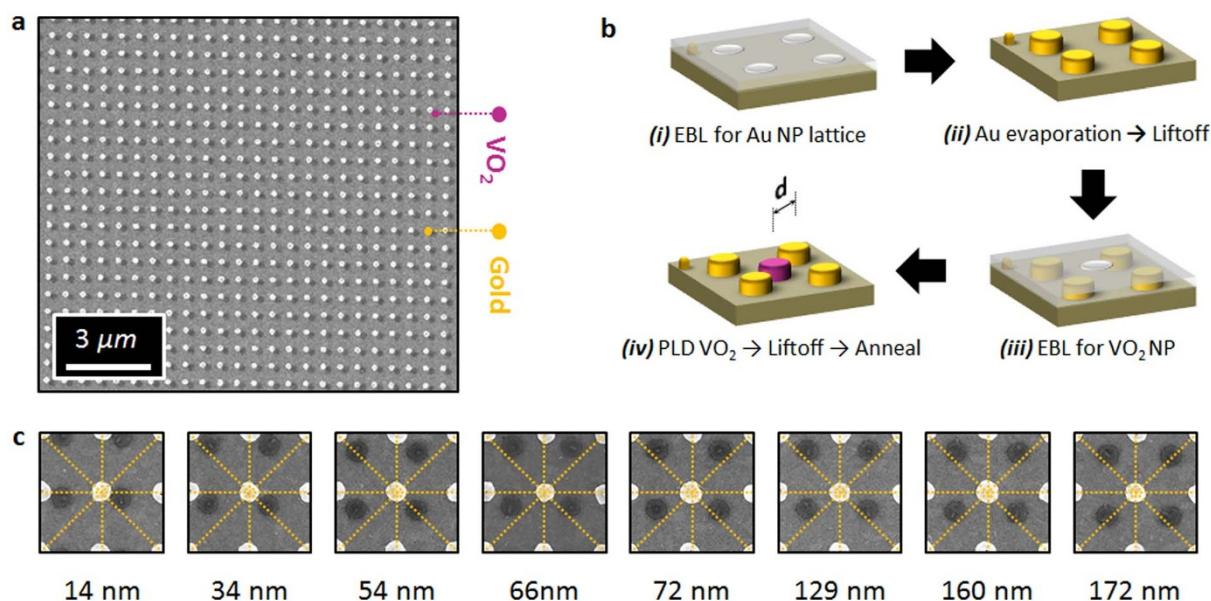 a
VO₂
Gold
3 μm
b
(i) EBL for Au NP lattice
(ii) Au evaporation → Liftoff
d
(iv) PLD VO₂ → Liftoff → Anneal
(iii) EBL for VO₂ NP
c
14 nm 34 nm 54 nm 66nm 72 nm 129 nm 160 nm 172 nm